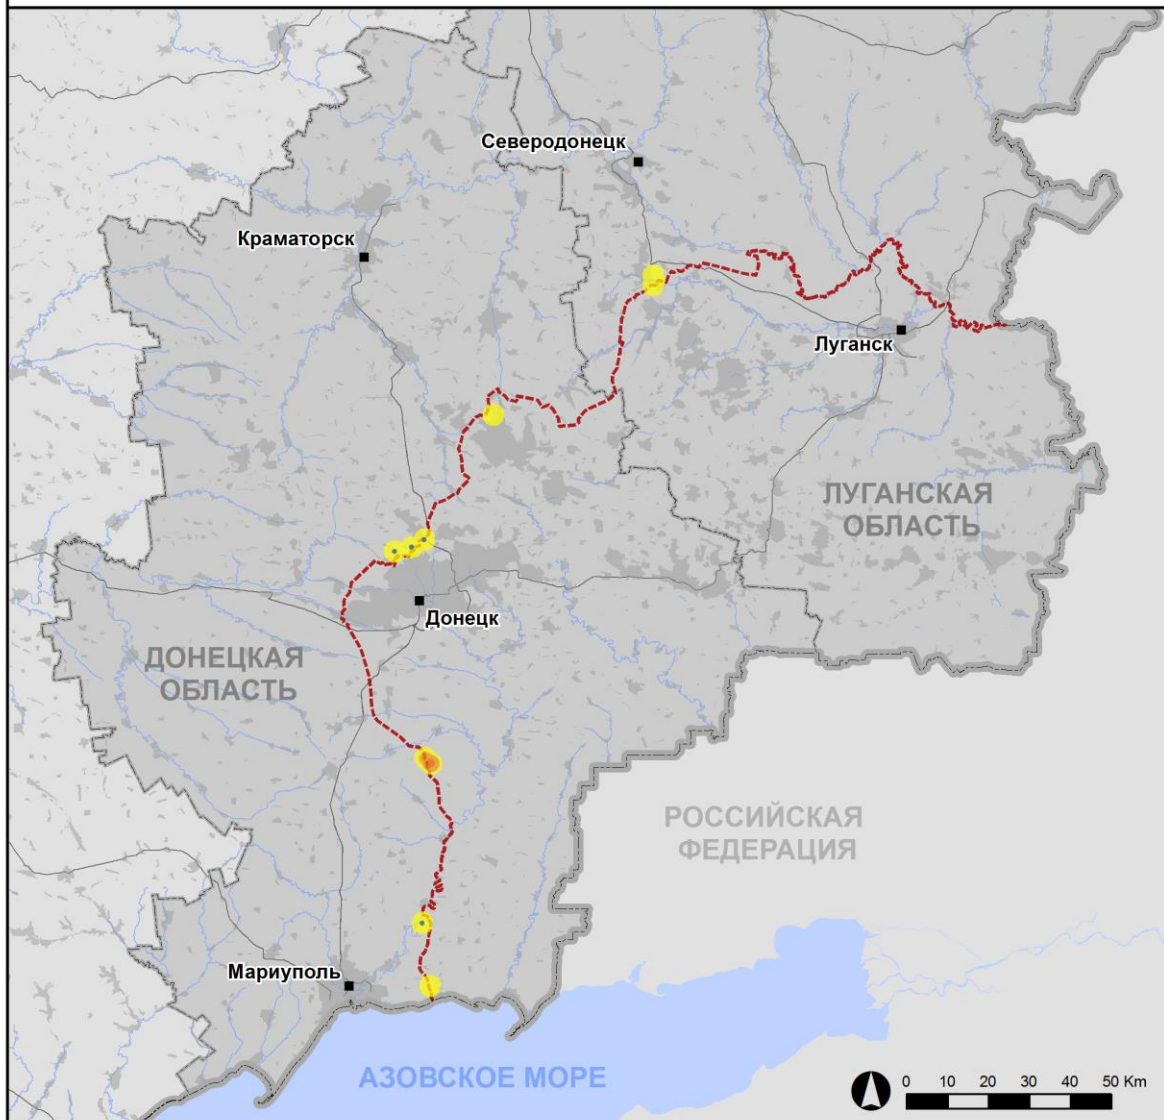 Северодонецк
Краматорск
Луганск
ЛУГАНСКАЯ
ОБЛАСТЬ
Донецк
ДОНЕЦКАЯ
ОБЛАСТЬ
РОССИЙСКАЯ
ФЕДЕРАЦИЯ
Мариуполь
АЗОВСКОЕ МОРЕ
0 10 20 30 40 50 Km